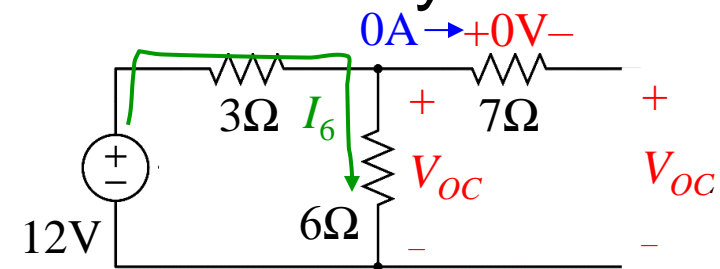 0A +0V–
3Ω I₆ + 7Ω +
+
– V_OC V_OC
12V 6Ω – –